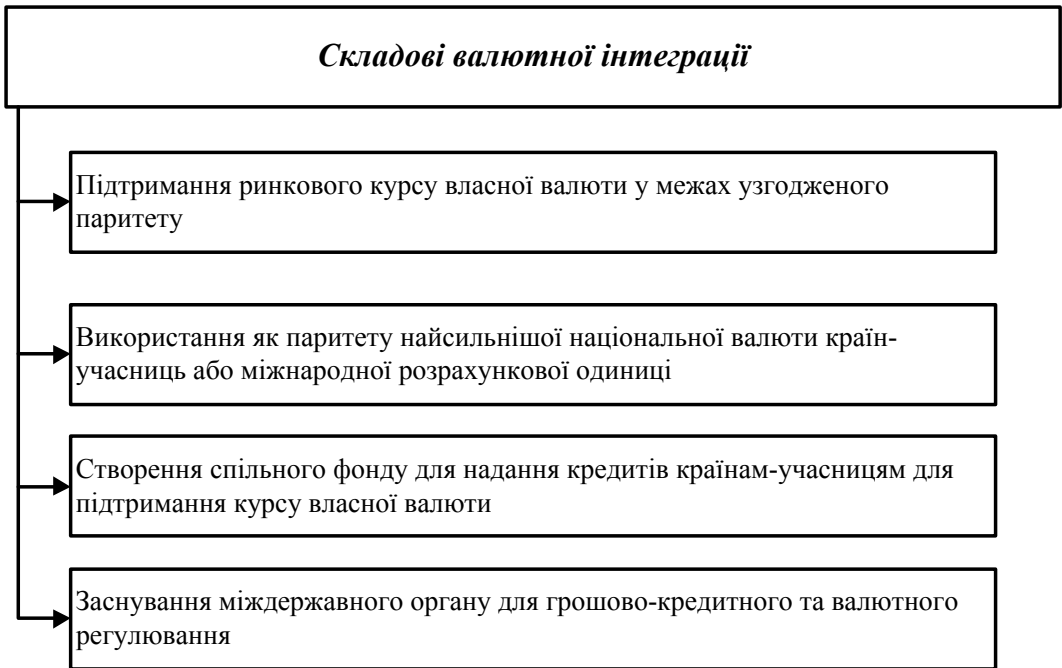 Складові валютної інтеграції
Підтримання ринкового курсу власної валюти у межах узгодженого
паритету
Використання як паритету найсильнішої національної валюти країн-
учасниць або міжнародної розрахункової одиниці
Створення спільного фонду для надання кредитів країнам-учасницям для
підтримання курсу власної валюти
Заснування міждержавного органу для грошово-кредитного та валютного
регулювання